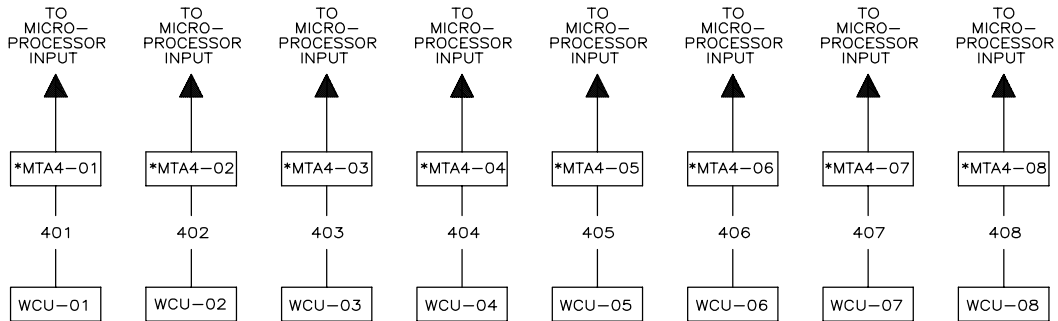 TO TO TO TO TO TO TO TO
MICRO– MICRO– MICRO– MICRO– MICRO– MICRO– MICRO– MICRO–
PROCESSOR PROCESSOR PROCESSOR PROCESSOR PROCESSOR PROCESSOR PROCESSOR PROCESSOR
INPUT INPUT INPUT INPUT INPUT INPUT INPUT INPUT
*MTA4–01 *MTA4–02 *MTA4–03 *MTA4–04 *MTA4–05 *MTA4–06 *MTA4–07 *MTA4–08
401 402 403 404 405 406 407 408
WCU–01 WCU–02 WCU–03 WCU–04 WCU–05 WCU–06 WCU–07 WCU–08